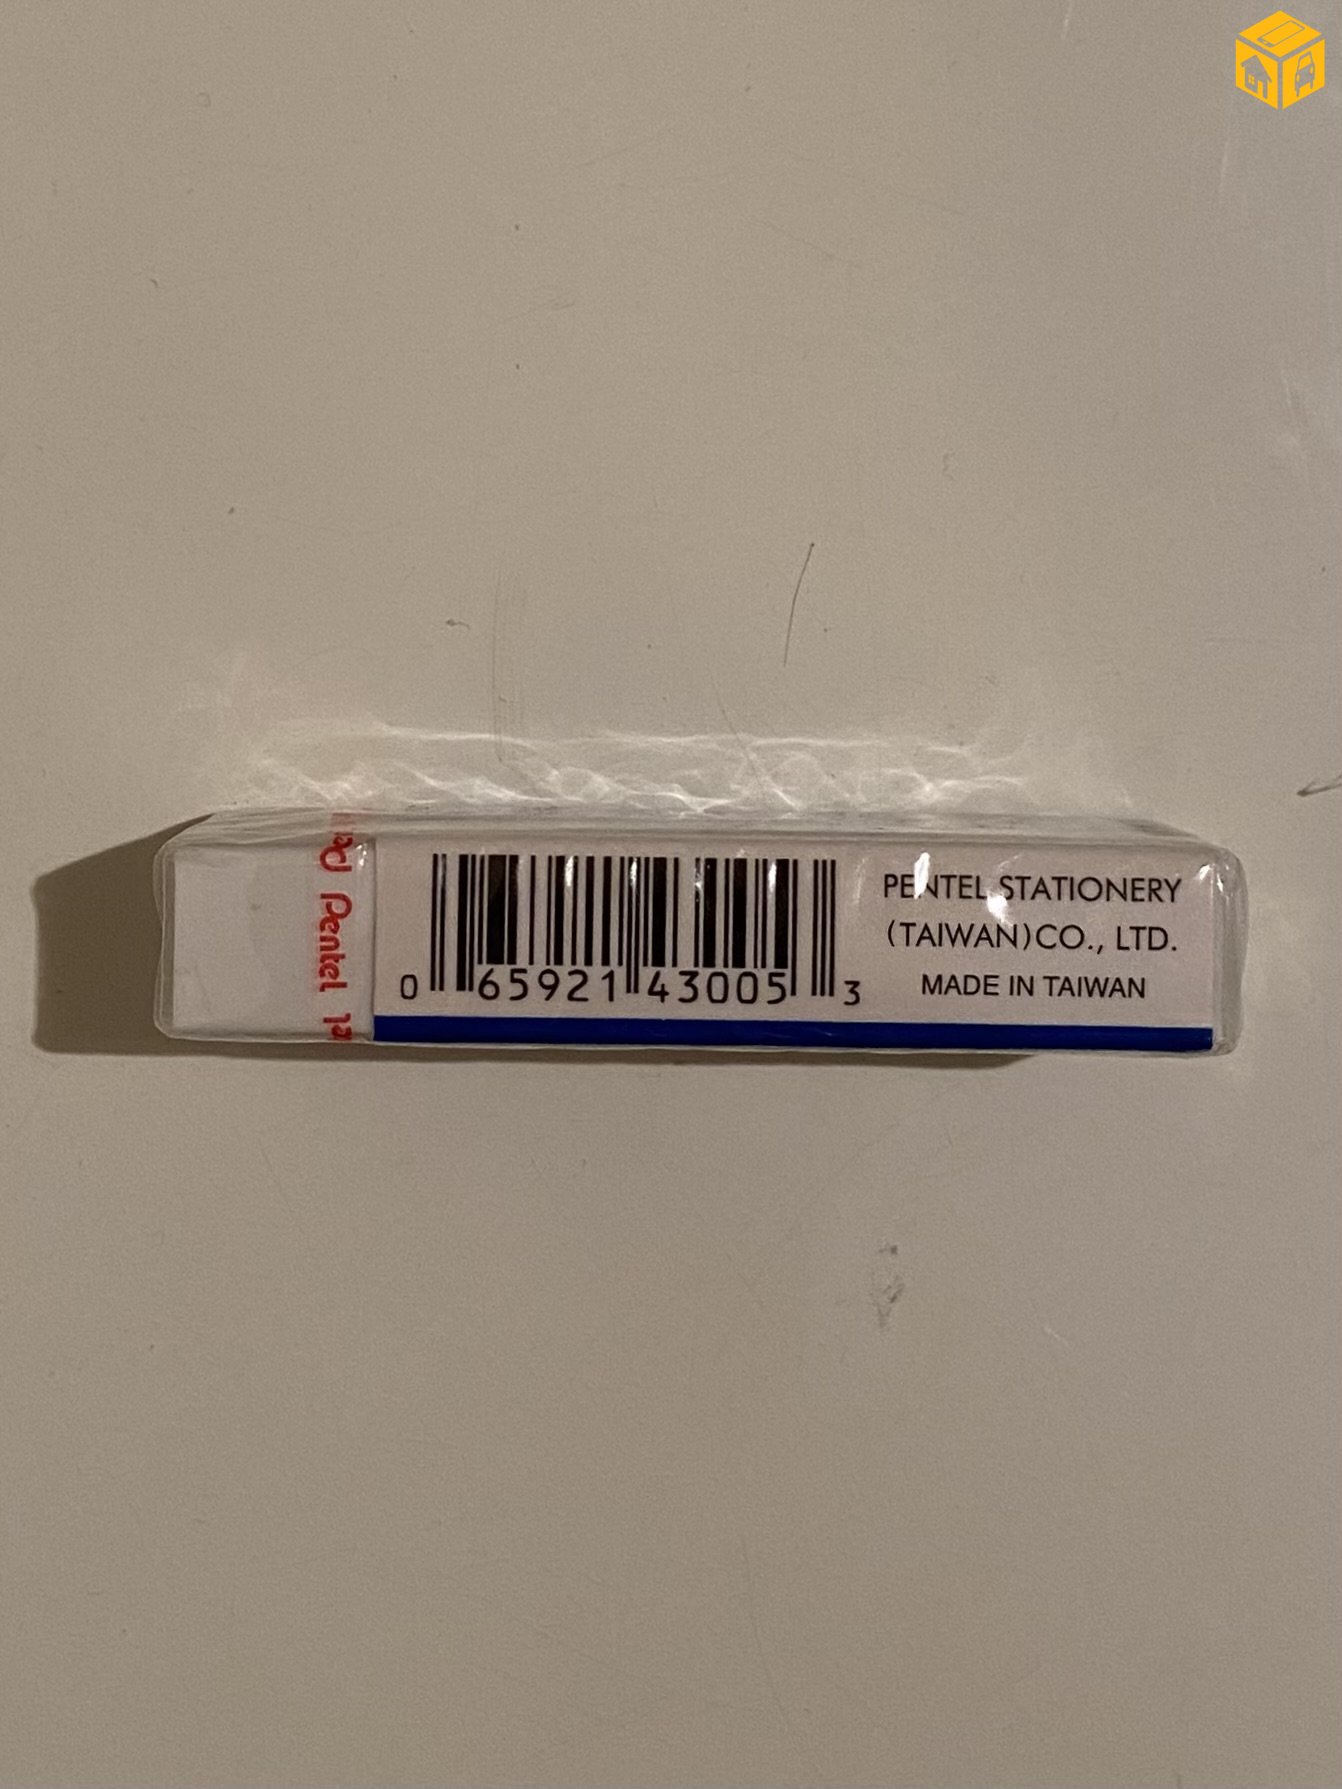 Pentel
0 65921 43005 3
PENTEL STATIONERY
(TAIWAN)CO., LTD.
MADE IN TAIWAN